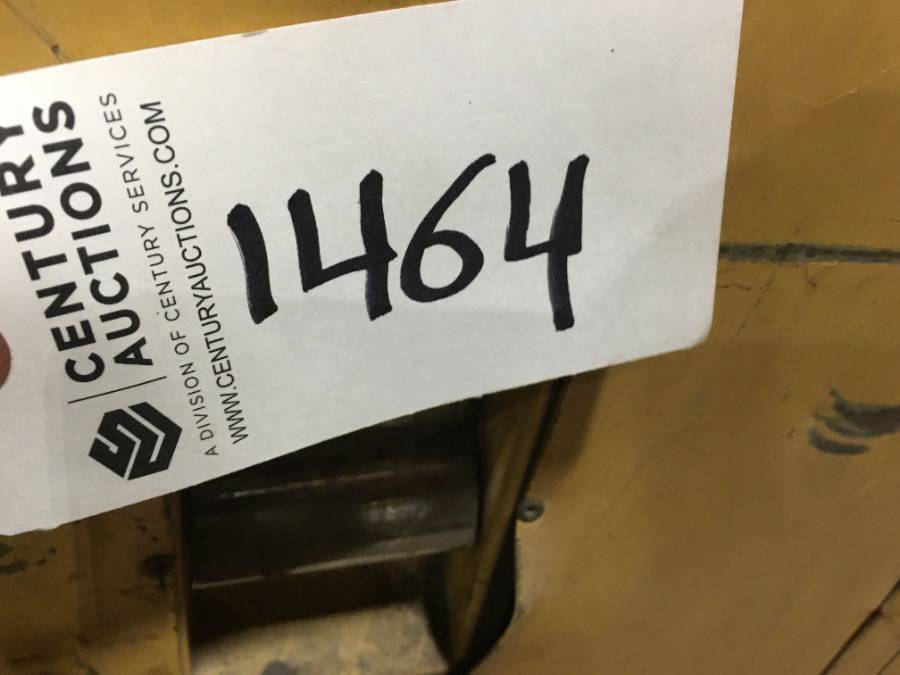 CENTURY
AUCTIONS
A DIVISION OF CENTURY SERVICES
WWW.CENTURYAUCTIONS.COM
1464